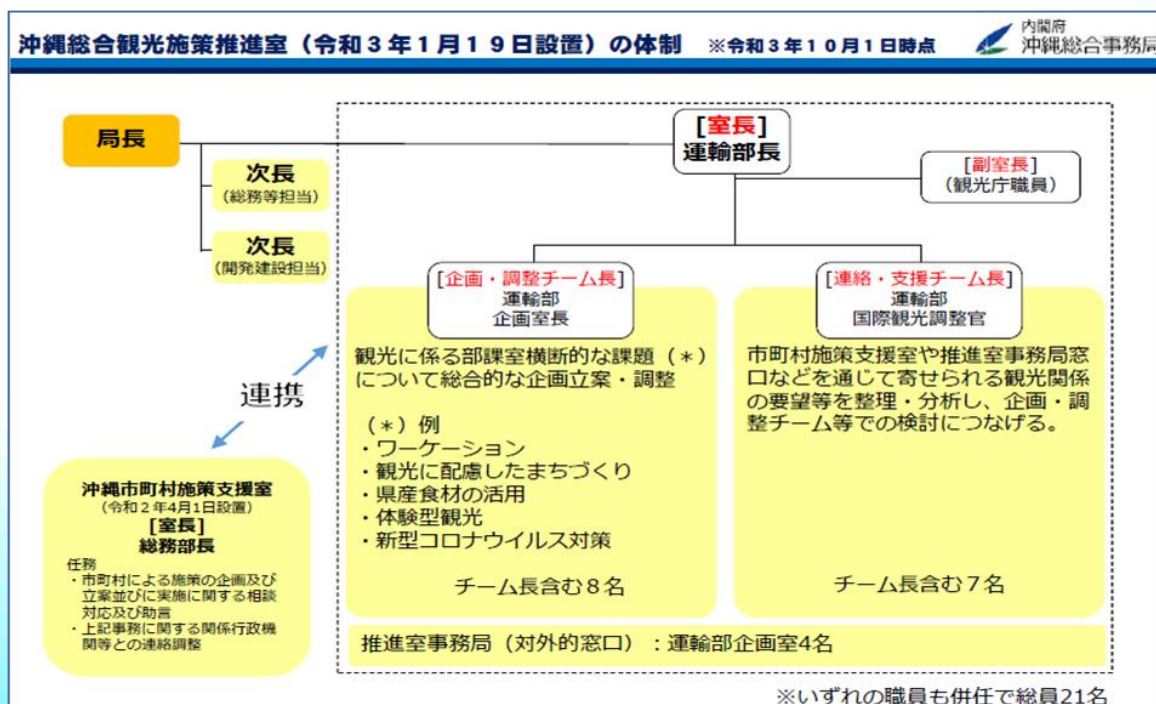 沖縄総合観光施策推進室(令和３年１月１９日設置)の体制 ※令和３年１０月１日時点
内閣府
沖縄総合事務局
局長
次長
(総務等担当)
次長
(開発建設担当)
[室長]
運輸部長
[副室長]
(観光庁職員)
[企画・調整チーム長]
運輸部
企画室長
観光に係る部課室横断的な課題(＊)
について総合的な企画立案・調整
(＊)例
・ワーケーション
・観光に配慮したまちづくり
・県産食材の活用
・体験型観光
・新型コロナウイルス対策
チーム長含む８名
[連絡・支援チーム長]
運輸部
国際観光調整官
市町村施策支援室や推進室事務局窓
口などを通じて寄せられる観光関係
の要望等を整理・分析し、企画・調
整チーム等での検討につなげる。
チーム長含む７名
連携
沖縄市町村施策支援室
(令和２年4月1日設置)
[室長]
総務部長
任務
・市町村による施策の企画及び
立案並びに実施に関する相談
対応及び助言
・上記事務に関する関係行政機
関等との連絡調整
推進室事務局(対外的窓口)：運輸部企画室4名
※いずれの職員も併任で総員21名